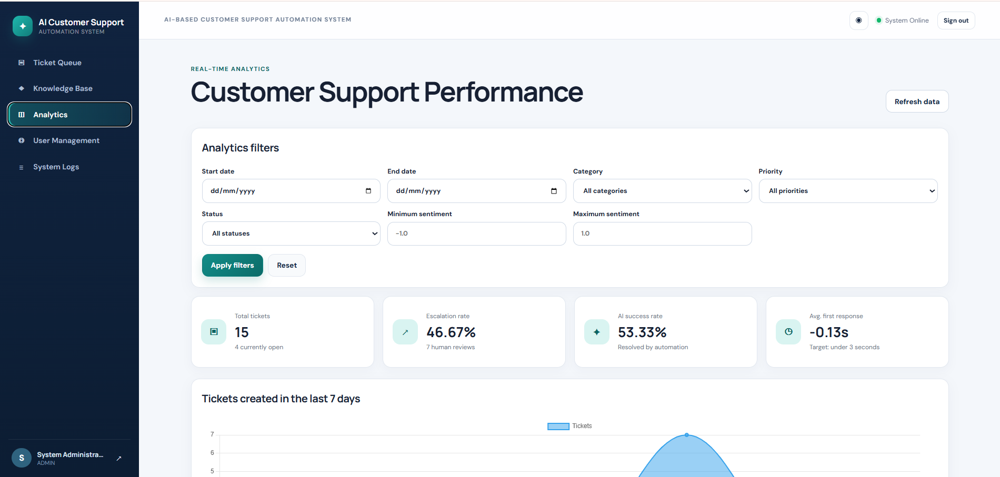 AI Customer Support
AUTOMATION SYSTEM
Ticket Queue
Knowledge Base
Analytics
User Management
System Logs
System Administra...
ADMIN
AI-BASED CUSTOMER SUPPORT AUTOMATION SYSTEM
System Online
Sign out
REAL-TIME ANALYTICS
Customer Support Performance
Refresh data
Analytics filters
Start date
End date
Category
Priority
dd/mm/yyyy
dd/mm/yyyy
All categories
All priorities
Status
Minimum sentiment
Maximum sentiment
All statuses
-1.0
1.0
Apply filters
Reset
Total tickets
15
4 currently open
Escalation rate
46.67%
7 human reviews
AI success rate
53.33%
Resolved by automation
Avg. first response
-0.13s
Target: under 3 seconds
Tickets created in the last 7 days
Tickets
7
6
5